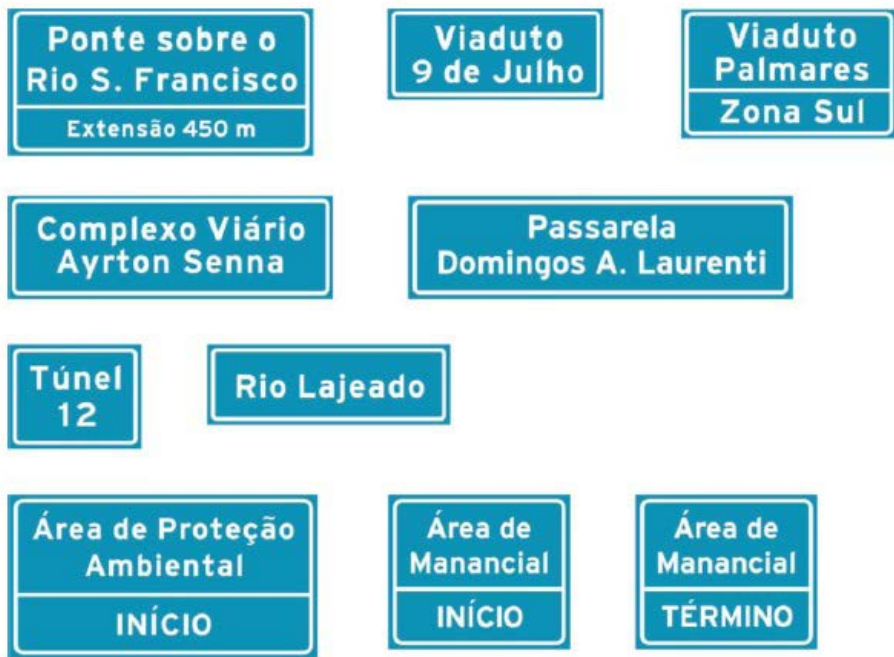 Ponte sobre o
Rio S. Francisco
Extensão 450 m
Viaduto
9 de Julho
Viaduto
Palmares
Zona Sul
Complexo Viário
Ayrton Senna
Passarela
Domingos A. Laurenti
Túnel
12
Rio Lajeado
Área de Proteção
Ambiental
INÍCIO
Área de
Manancial
INÍCIO
Área de
Manancial
TÉRMINO